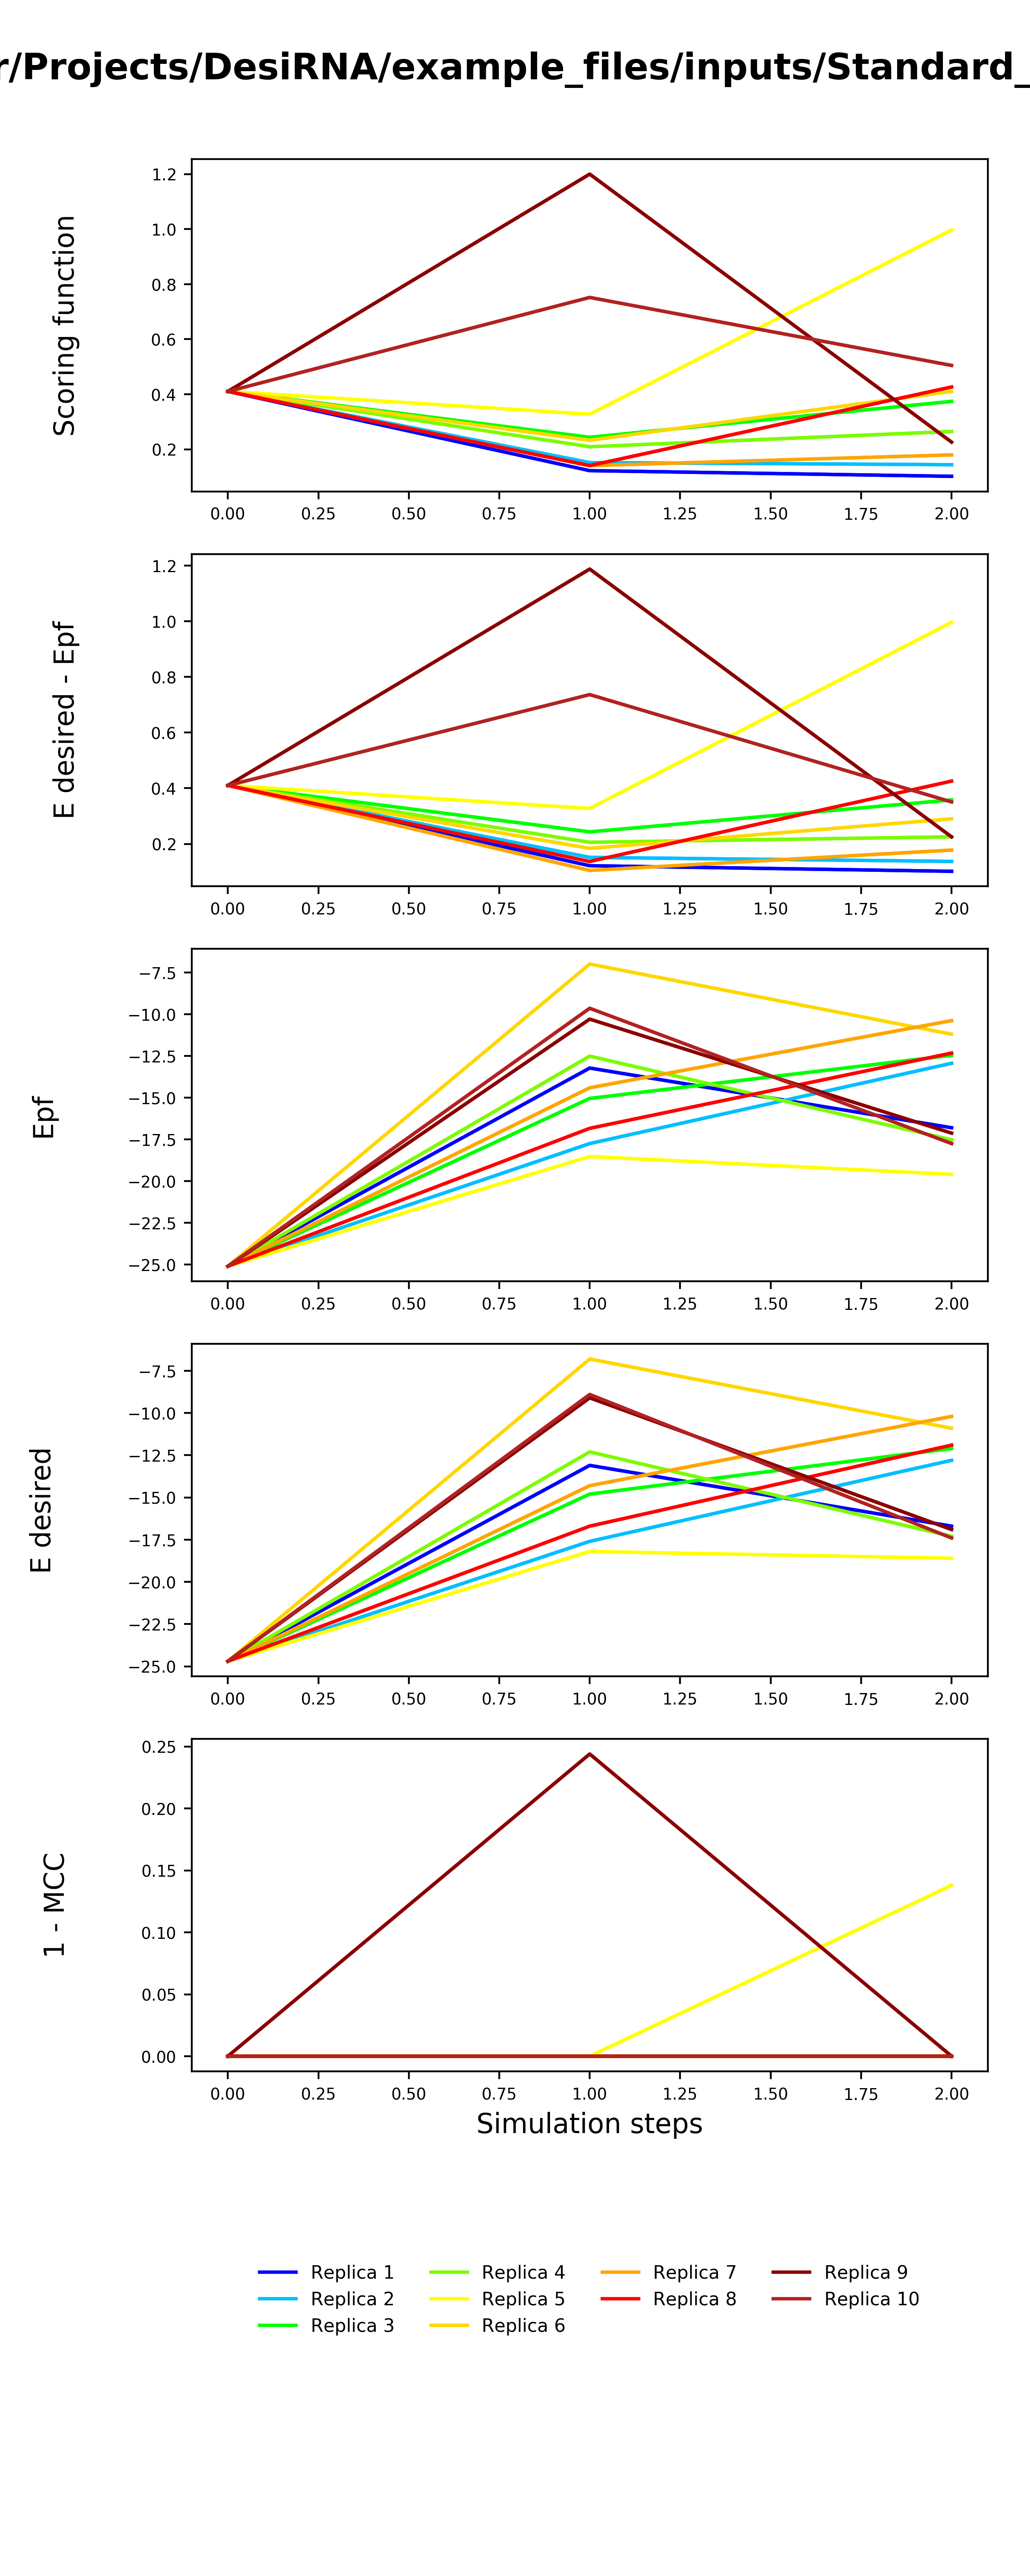 r/Projects/DesiRNA/example_files/inputs/Standard_
Scoring function
1.2
1.0
0.8
0.6
0.4
0.2
0.00 0.25 0.50 0.75 1.00 1.25 1.50 1.75 2.00
E desired - Epf
1.2
1.0
0.8
0.6
0.4
0.2
0.00 0.25 0.50 0.75 1.00 1.25 1.50 1.75 2.00
Epf
−7.5
−10.0
−12.5
−15.0
−17.5
−20.0
−22.5
−25.0
0.00 0.25 0.50 0.75 1.00 1.25 1.50 1.75 2.00
E desired
−7.5
−10.0
−12.5
−15.0
−17.5
−20.0
−22.5
−25.0
0.00 0.25 0.50 0.75 1.00 1.25 1.50 1.75 2.00
1 - MCC
0.25
0.20
0.15
0.10
0.05
0.00
0.00 0.25 0.50 0.75 1.00 1.25 1.50 1.75 2.00
Simulation steps
Replica 1 Replica 4 Replica 7 Replica 9
Replica 2 Replica 5 Replica 8 Replica 10
Replica 3 Replica 6